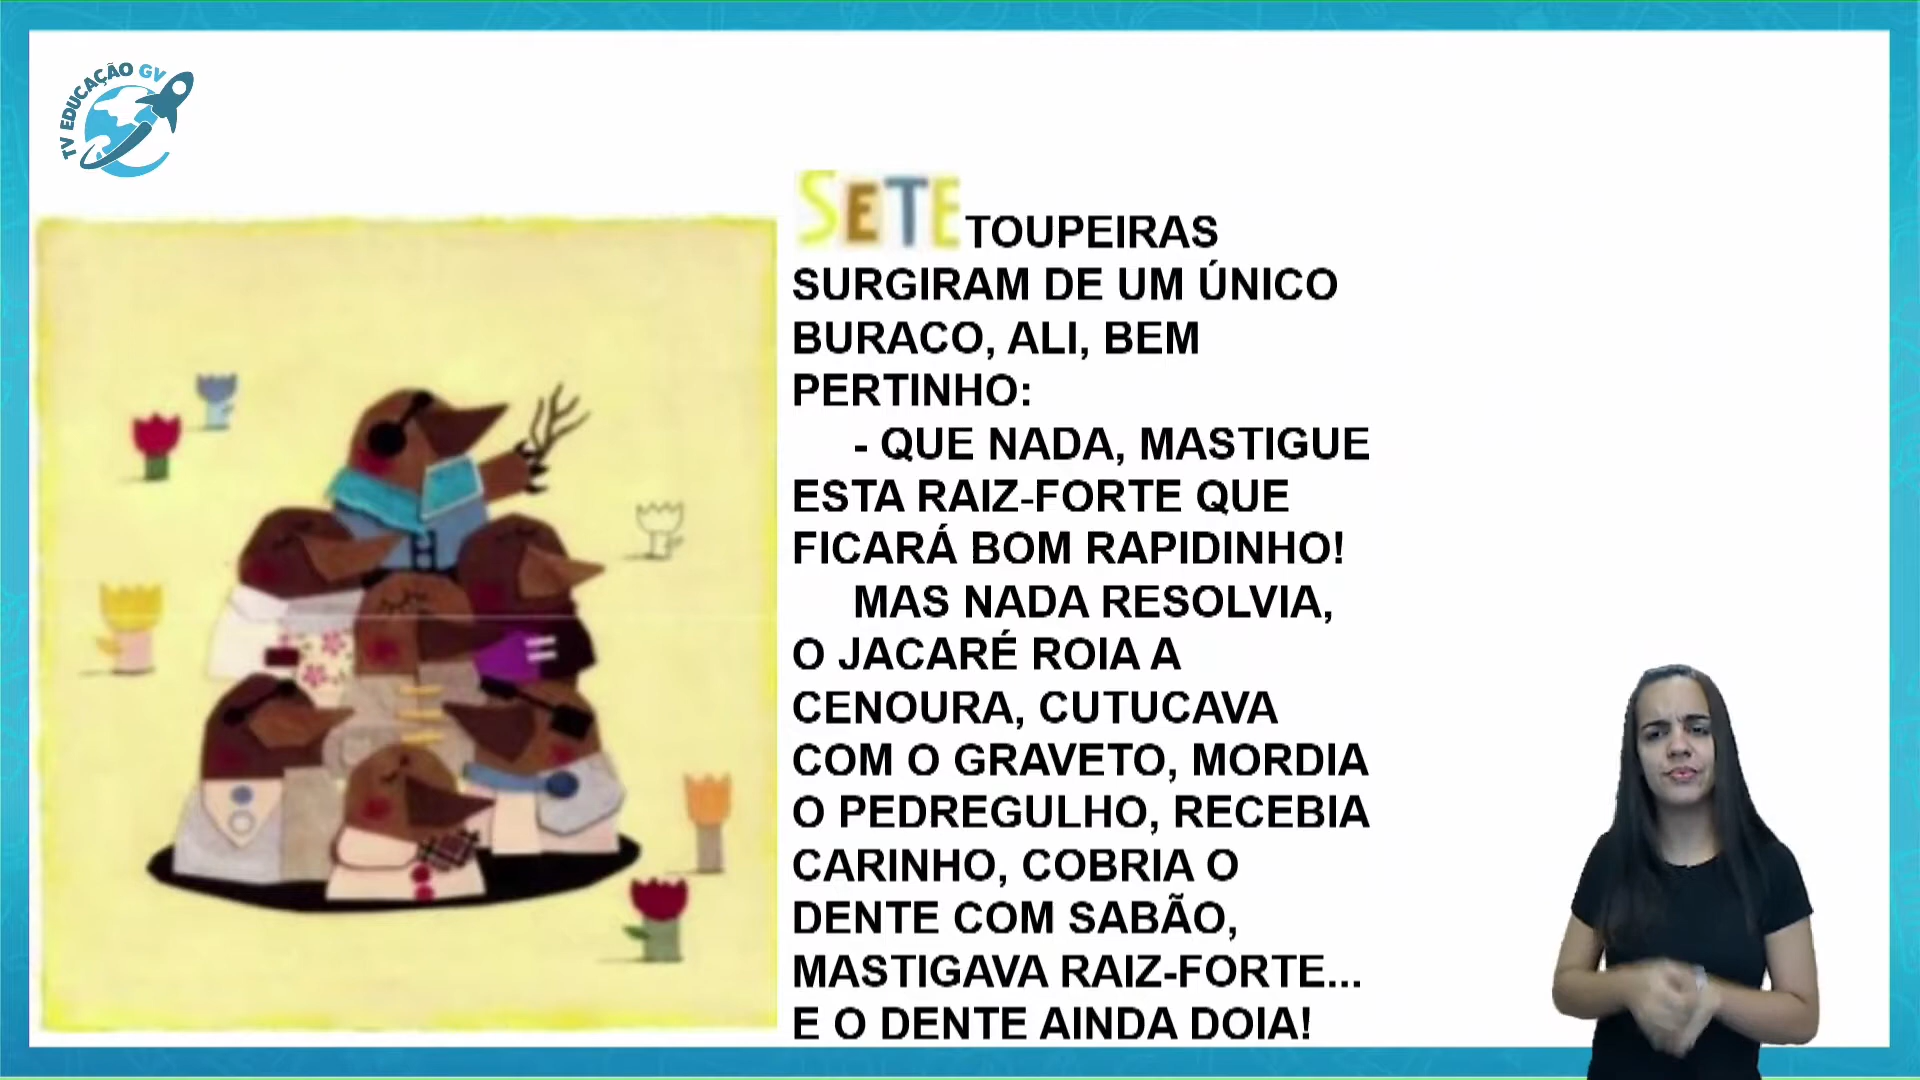 TV EDUCAÇÃO GV
SETE TOUPEIRAS
SURGIRAM DE UM ÚNICO
BURACO, ALI, BEM
PERTINHO:
- QUE NADA, MASTIGUE
ESTA RAIZ-FORTE QUE
FICARÁ BOM RAPIDINHO!
MAS NADA RESOLVIA,
O JACARÉ ROIA A
CENOURA, CUTUCAVA
COM O GRAVETO, MORDIA
O PEDREGULHO, RECEBIA
CARINHO, COBRIA O
DENTE COM SABÃO,
MASTIGAVA RAIZ-FORTE...
E O DENTE AINDA DOIA!